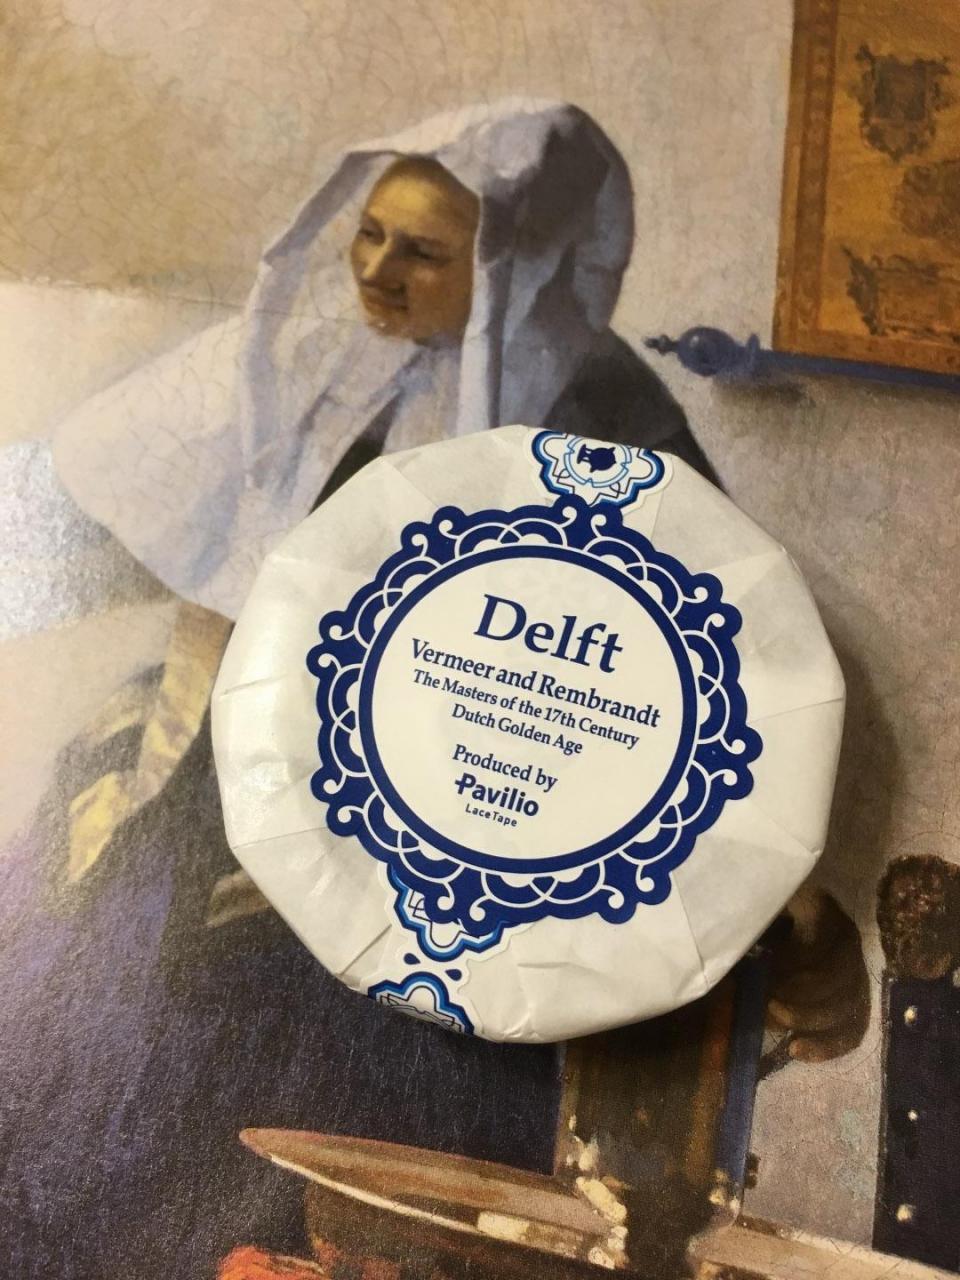 Delft
Vermeer and Rembrandt
The Masters of the 17th Century
Dutch Golden Age
Produced by
Pavilio
Lace Tape